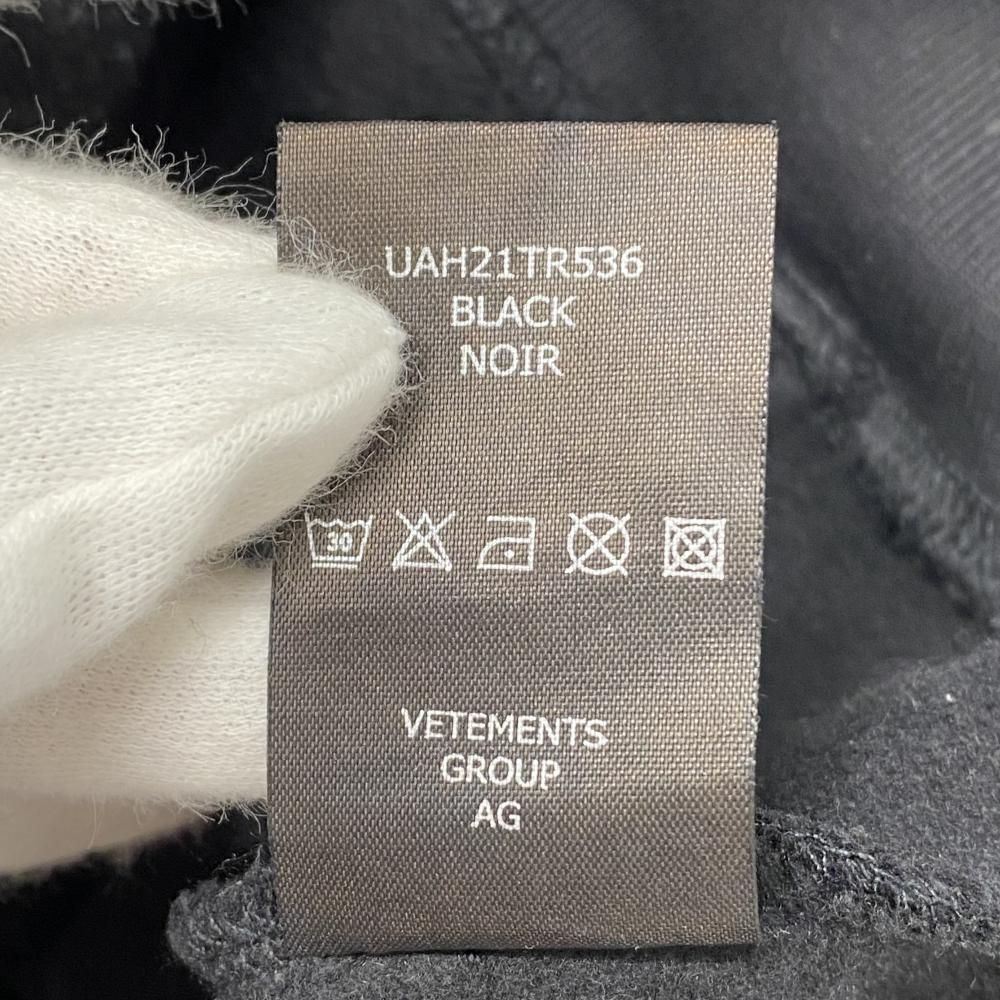 UAH21TR536
BLACK
NOIR
30
VETEMENTS
GROUP
AG